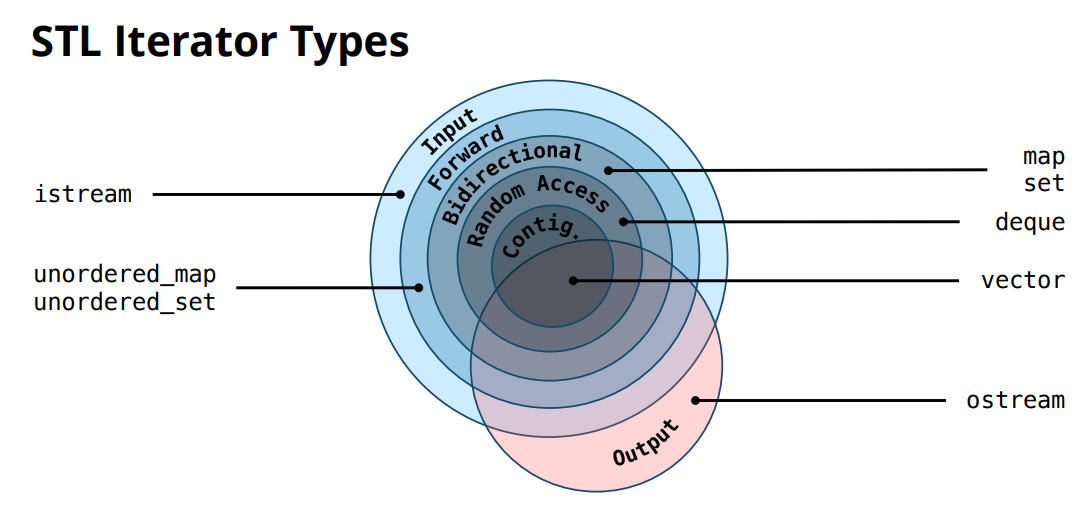 STL Iterator Types
Input
Forward
Bidirectional
Random Access
Contig.
Output
istream
unordered_map
unordered_set
map
set
deque
vector
ostream